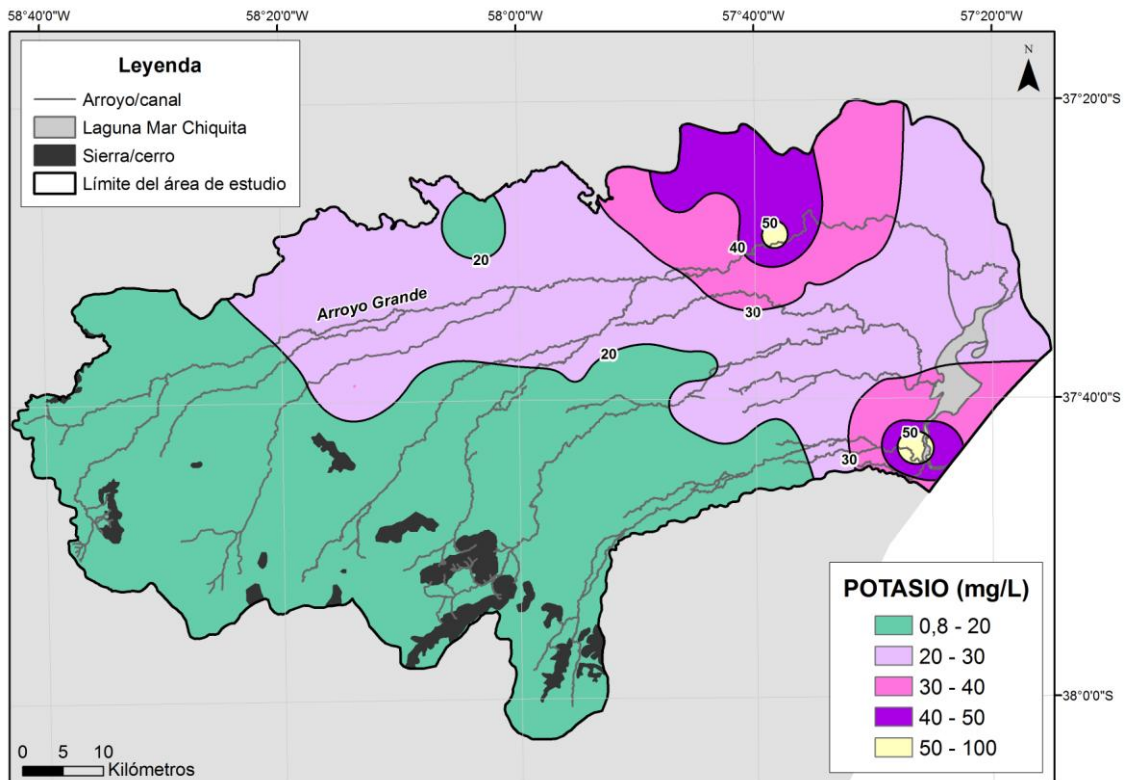 58°40'0"O
58°20'0"O
58°0'0"O
57°40'0"O
57°20'0"O
Leyenda
Arroyo/canal
Laguna Mar Chiquita
Sierra/cerro
Límite del área de estudio
N
37°20'0"S
50
40
20
Arroyo Grande
30
20
37°40'0"S
50
30
POTASIO (mg/L)
0,8 - 20
20 - 30
30 - 40
40 - 50
50 - 100
38°0'0"S
0 5 10
Kilómetros